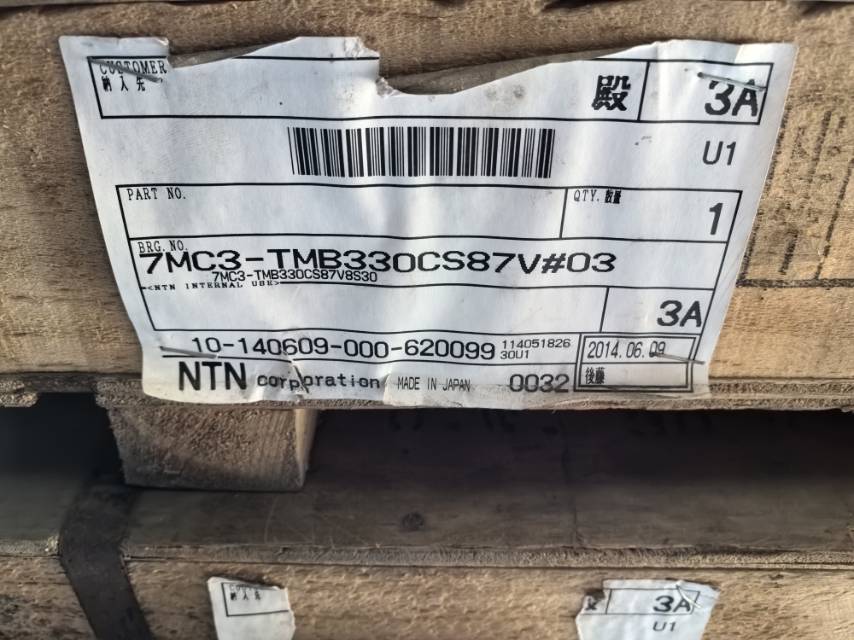 CUSTOMER
納入先
殿
3A
U1
PART NO.
QTY. 数量
1
BRG. NO.
7MC3-TMB330CS87V#03
7MC3-TMB330CS87V8S30
<NTN INTERNAL USE>
3A
10-140609-000-620099
114051826
30U1
2014.06.09
後藤
NTN corporation MADE IN JAPAN 0032
納入先
3A
U1